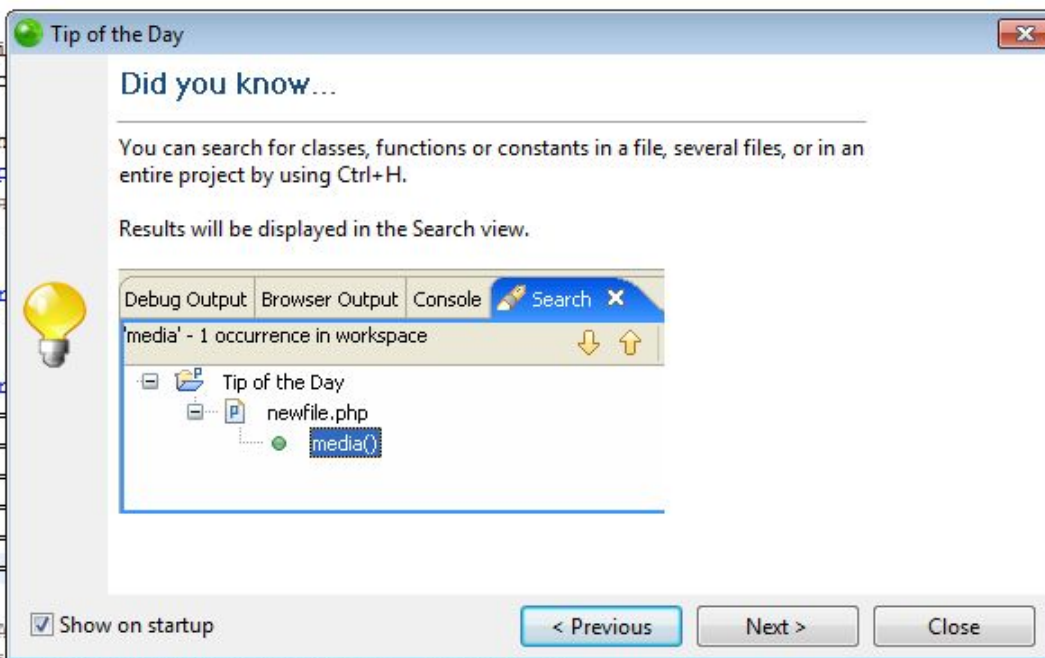 Tip of the Day
Did you know...
You can search for classes, functions or constants in a file, several files, or in an
entire project by using Ctrl+H.
Results will be displayed in the Search view.
Debug Output Browser Output Console Search
'media' - 1 occurrence in workspace
Tip of the Day
newfile.php
media()
Show on startup < Previous Next > Close